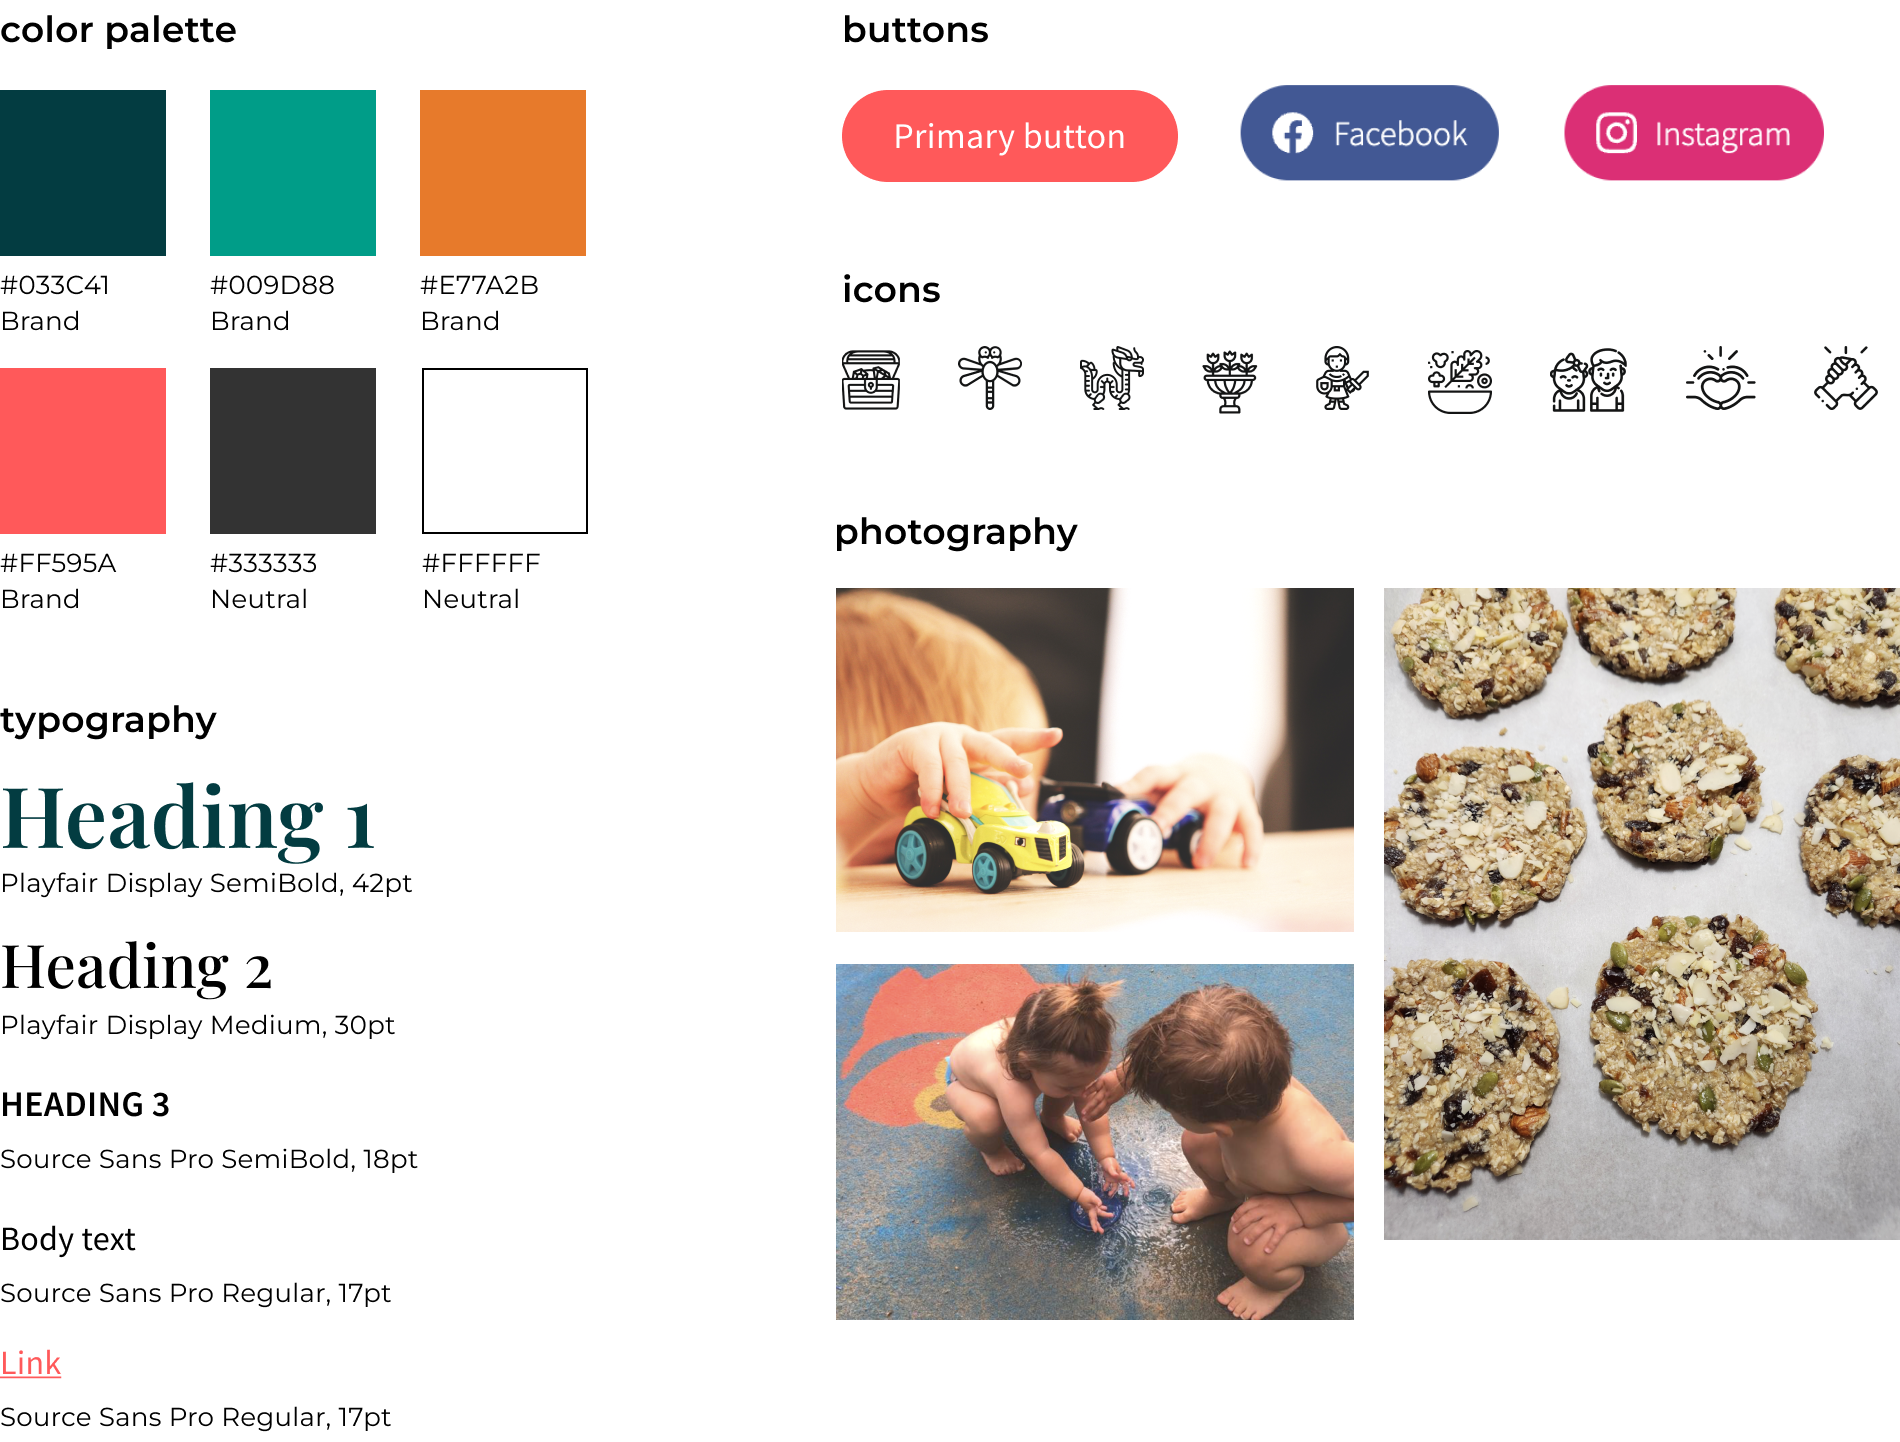 color palette
#033C41
Brand
#009D88
Brand
#E77A2B
Brand
#FF595A
Brand
#333333
Neutral
#FFFFFF
Neutral
typography
Heading 1
Playfair Display SemiBold, 42pt
Heading 2
Playfair Display Medium, 30pt
HEADING 3
Source Sans Pro SemiBold, 18pt
Body text
Source Sans Pro Regular, 17pt
Link
Source Sans Pro Regular, 17pt
buttons
Primary button
Facebook
Instagram
icons
photography